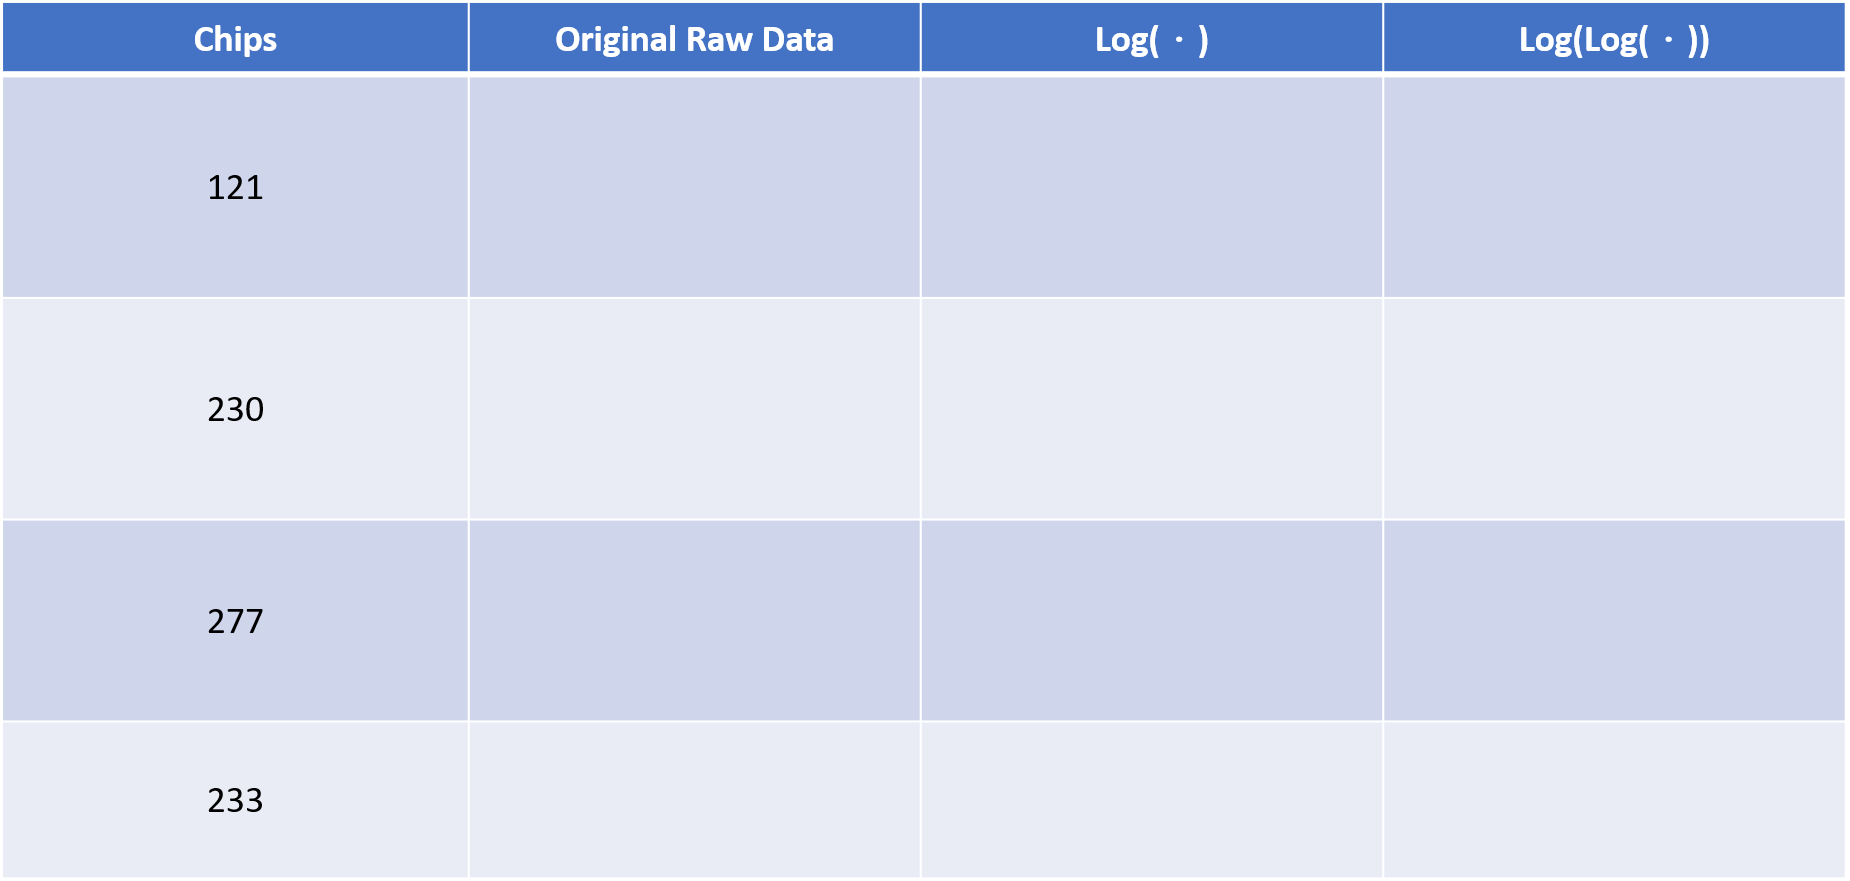 Chips Original Raw Data Log( · ) Log(Log( · ))
121
230
277
233